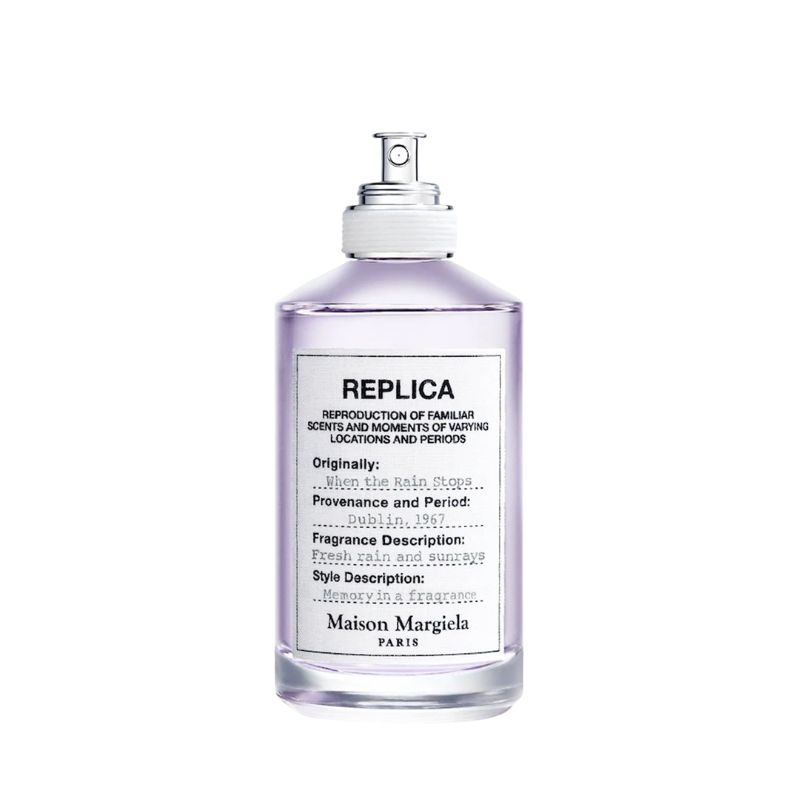 REPLICA
REPRODUCTION OF FAMILIAR
SCENTS AND MOMENTS OF VARYING
LOCATIONS AND PERIODS
Originally:
When the Rain Stops
Provenance and Period:
Dublin, 1967
Fragrance Description:
Fresh rain and sunrays
Style Description:
Memory in a fragrance
Maison Margiela
PARIS